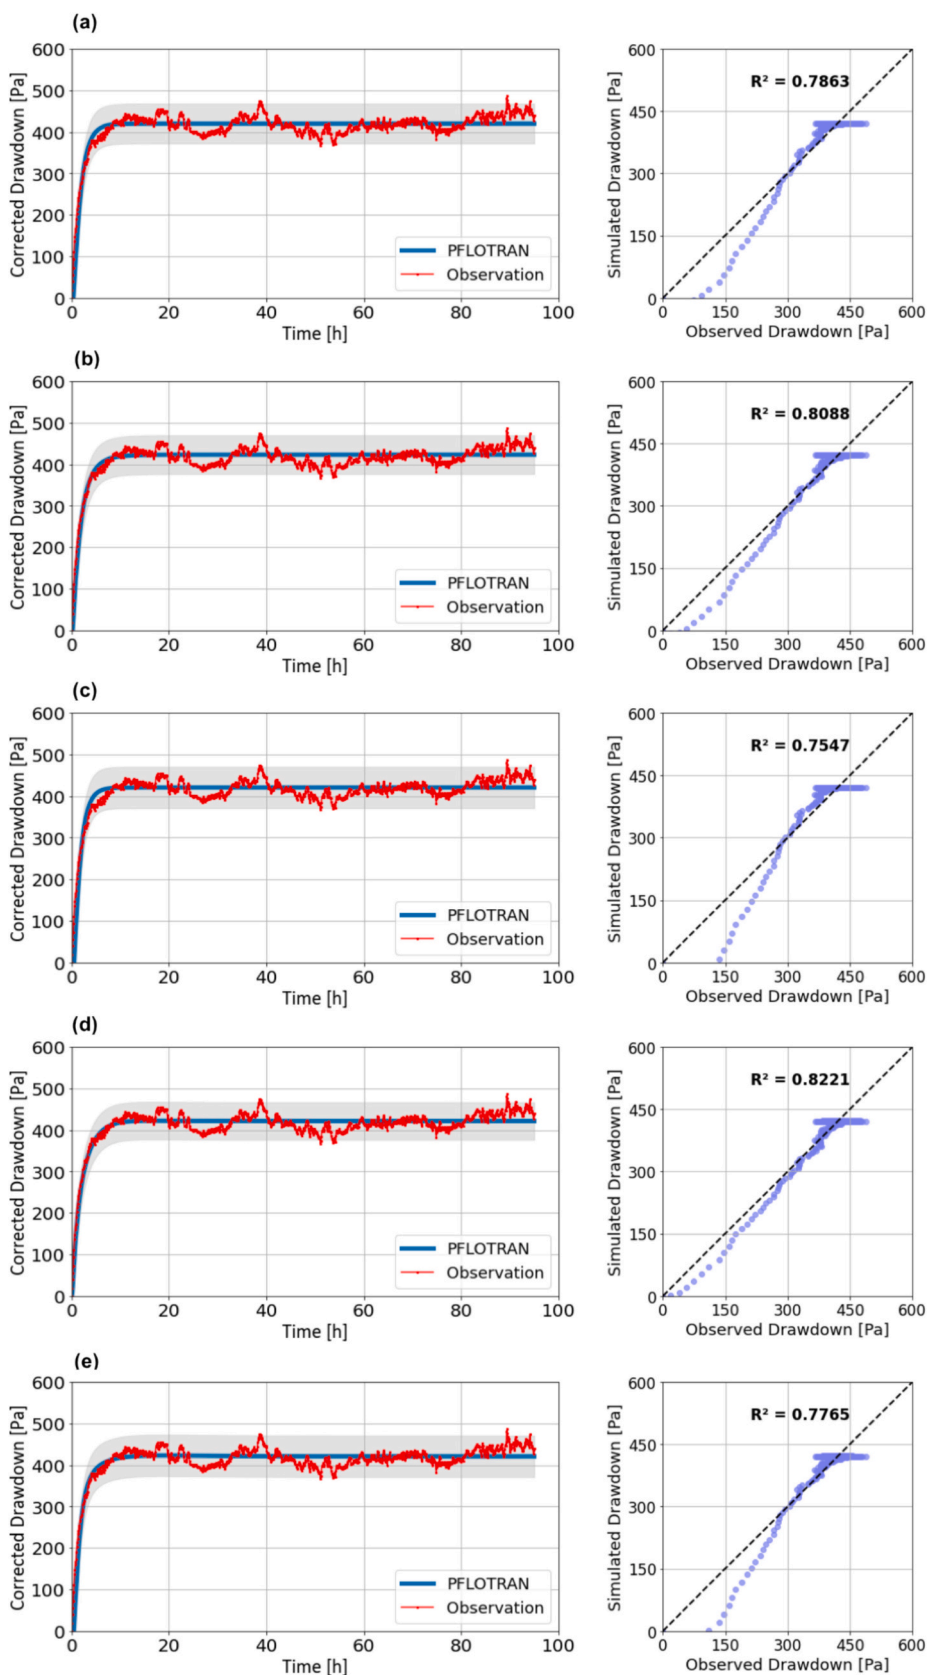 (a)
600
500
400
300
200
100
0
Corrected Drawdown [Pa]
PFLOTRAN
Observation
0 20 40 60 80 100
Time [h]
R² = 0.7863
600
450
300
150
0
Simulated Drawdown [Pa]
0 150 300 450 600
Observed Drawdown [Pa]
(b)
600
500
400
300
200
100
0
Corrected Drawdown [Pa]
PFLOTRAN
Observation
0 20 40 60 80 100
Time [h]
R² = 0.8088
600
450
300
150
0
Simulated Drawdown [Pa]
0 150 300 450 600
Observed Drawdown [Pa]
(c)
600
500
400
300
200
100
0
Corrected Drawdown [Pa]
PFLOTRAN
Observation
0 20 40 60 80 100
Time [h]
R² = 0.7547
600
450
300
150
0
Simulated Drawdown [Pa]
0 150 300 450 600
Observed Drawdown [Pa]
(d)
600
500
400
300
200
100
0
Corrected Drawdown [Pa]
PFLOTRAN
Observation
0 20 40 60 80 100
Time [h]
R² = 0.8221
600
450
300
150
0
Simulated Drawdown [Pa]
0 150 300 450 600
Observed Drawdown [Pa]
(e)
600
500
400
300
200
100
0
Corrected Drawdown [Pa]
PFLOTRAN
Observation
0 20 40 60 80 100
Time [h]
R² = 0.7765
600
450
300
150
0
Simulated Drawdown [Pa]
0 150 300 450 600
Observed Drawdown [Pa]